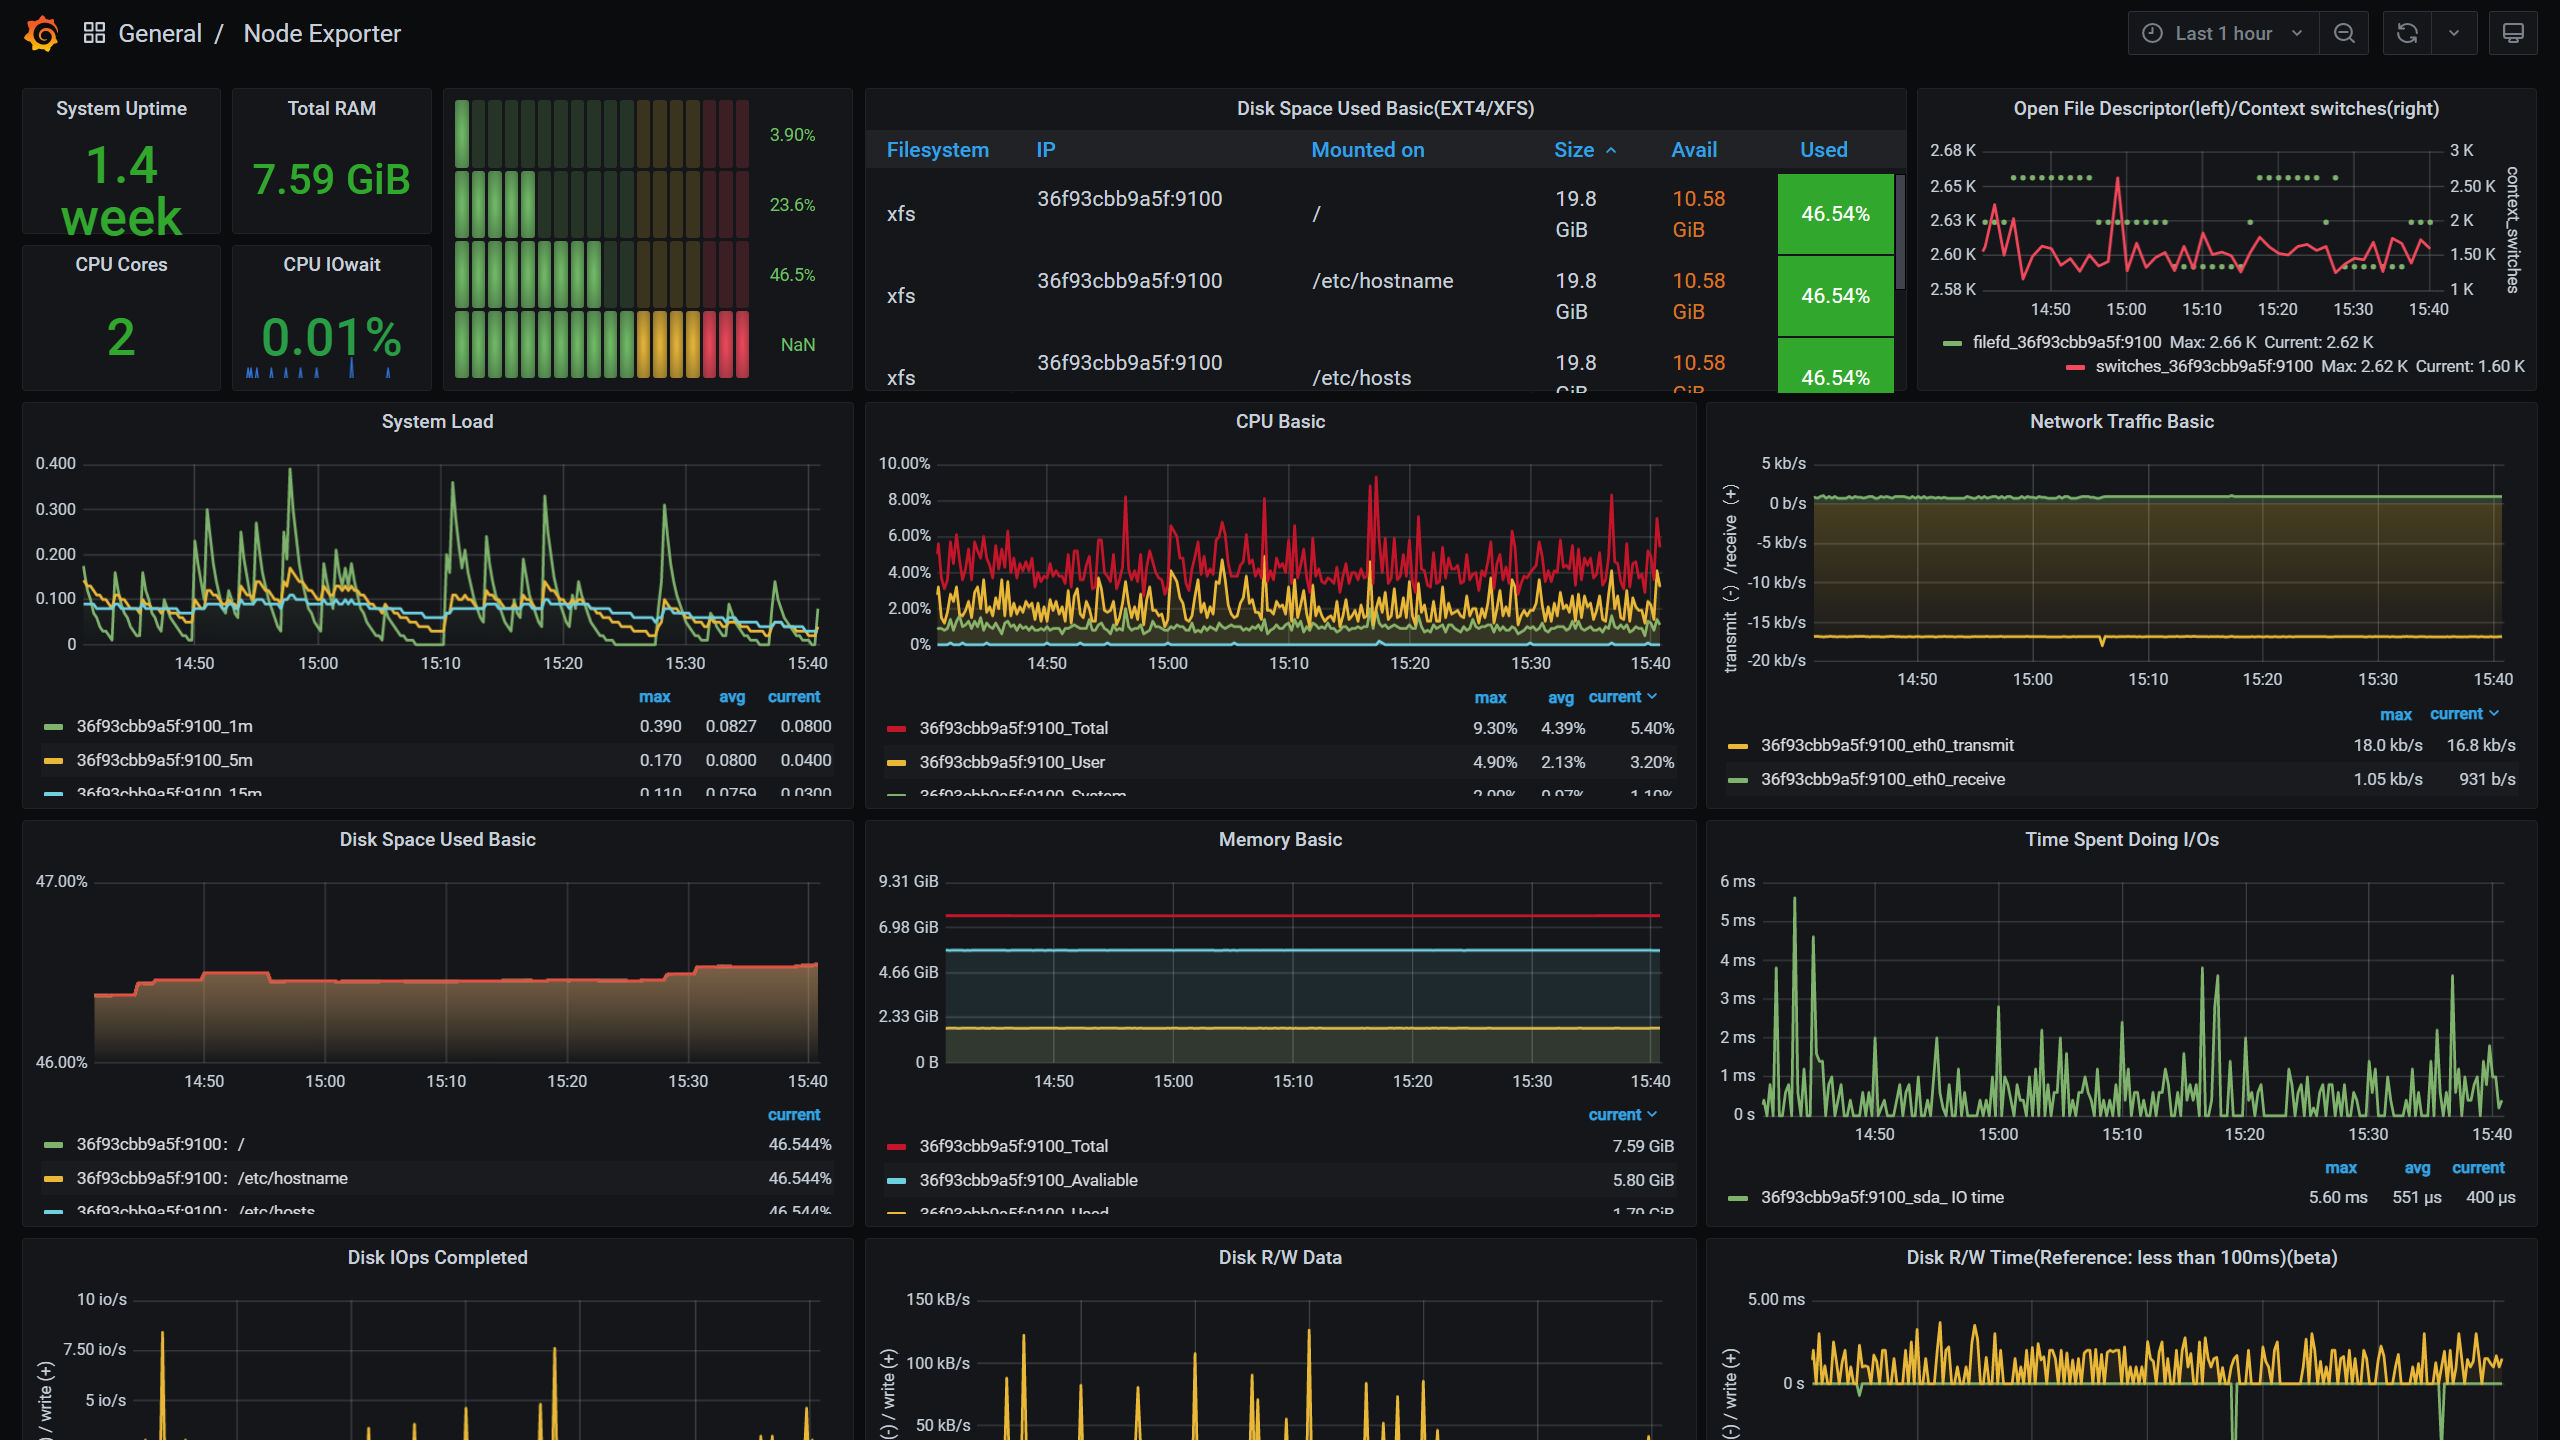 General / Node Exporter
Last 1 hour
System Uptime
1.4
week
Total RAM
7.59 GiB
CPU Cores
2
CPU IOwait
0.01%
3.90%
23.6%
46.5%
NaN
Disk Space Used Basic(EXT4/XFS)
Filesystem IP Mounted on Size Avail Used
xfs 36f93cbb9a5f:9100 / 19.8 GiB 10.58 GiB 46.54%
xfs 36f93cbb9a5f:9100 /etc/hostname 19.8 GiB 10.58 GiB 46.54%
xfs 36f93cbb9a5f:9100 /etc/hosts 19.8 GiB 10.58 GiB 46.54%
Open File Descriptor(left)/Context switches(right)
2.68 K
2.65 K
2.63 K
2.60 K
2.58 K
3 K
2.50 K
2 K
1.50 K
1 K
context_switches
14:50 15:00 15:10 15:20 15:30 15:40
filefd_36f93cbb9a5f:9100 Max: 2.66 K Current: 2.62 K
switches_36f93cbb9a5f:9100 Max: 2.62 K Current: 1.60 K
System Load
0.400
0.300
0.200
0.100
0
14:50 15:00 15:10 15:20 15:30 15:40
max avg current
36f93cbb9a5f:9100_1m 0.390 0.0827 0.0800
36f93cbb9a5f:9100_5m 0.170 0.0800 0.0400
36f93cbb9a5f:9100_15m 0.110 0.0759 0.0300
CPU Basic
10.00%
8.00%
6.00%
4.00%
2.00%
0%
14:50 15:00 15:10 15:20 15:30 15:40
max avg current
36f93cbb9a5f:9100_Total 9.30% 4.39% 5.40%
36f93cbb9a5f:9100_User 4.90% 2.13% 3.20%
36f93cbb9a5f:9100_System 2.00% 0.97% 1.10%
Network Traffic Basic
transmit (-) /receive (+)
5 kb/s
0 b/s
-5 kb/s
-10 kb/s
-15 kb/s
-20 kb/s
14:50 15:00 15:10 15:20 15:30 15:40
max current
36f93cbb9a5f:9100_eth0_transmit 18.0 kb/s 16.8 kb/s
36f93cbb9a5f:9100_eth0_receive 1.05 kb/s 931 b/s
Disk Space Used Basic
47.00%
46.00%
14:50 15:00 15:10 15:20 15:30 15:40
current
36f93cbb9a5f:9100: / 46.544%
36f93cbb9a5f:9100: /etc/hostname 46.544%
36f93cbb9a5f:9100: /etc/hosts 46.544%
Memory Basic
9.31 GiB
6.98 GiB
4.66 GiB
2.33 GiB
0 B
14:50 15:00 15:10 15:20 15:30 15:40
current
36f93cbb9a5f:9100_Total 7.59 GiB
36f93cbb9a5f:9100_Avaliable 5.80 GiB
36f93cbb9a5f:9100_Used 1.79 GiB
Time Spent Doing I/Os
6 ms
5 ms
4 ms
3 ms
2 ms
1 ms
0 s
14:50 15:00 15:10 15:20 15:30 15:40
max avg current
36f93cbb9a5f:9100_sda_ IO time 5.60 ms 551 µs 400 µs
Disk IOps Completed
) / write (+)
10 io/s
7.50 io/s
5 io/s
Disk R/W Data
(-) / write (+)
150 kB/s
100 kB/s
50 kB/s
Disk R/W Time(Reference: less than 100ms)(beta)
(-) / write (+)
5.00 ms
0 s